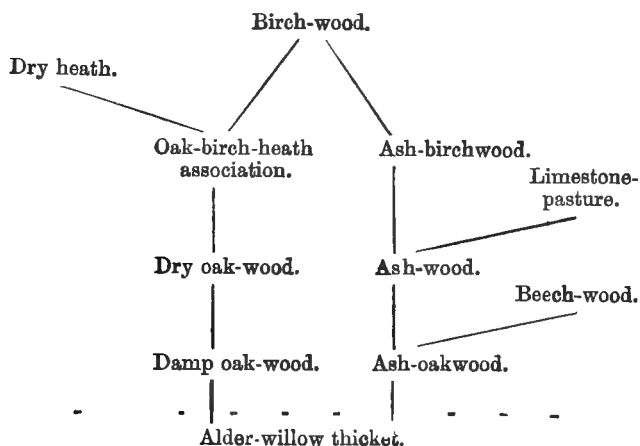 Birch-wood.
Dry heath.
Oak-birch-heath
association.
Ash-birchwood.
Limestone-
pasture.
Dry oak-wood.
Ash-wood.
Beech-wood.
Damp oak-wood.
Ash-oakwood.
Alder-willow thicket.